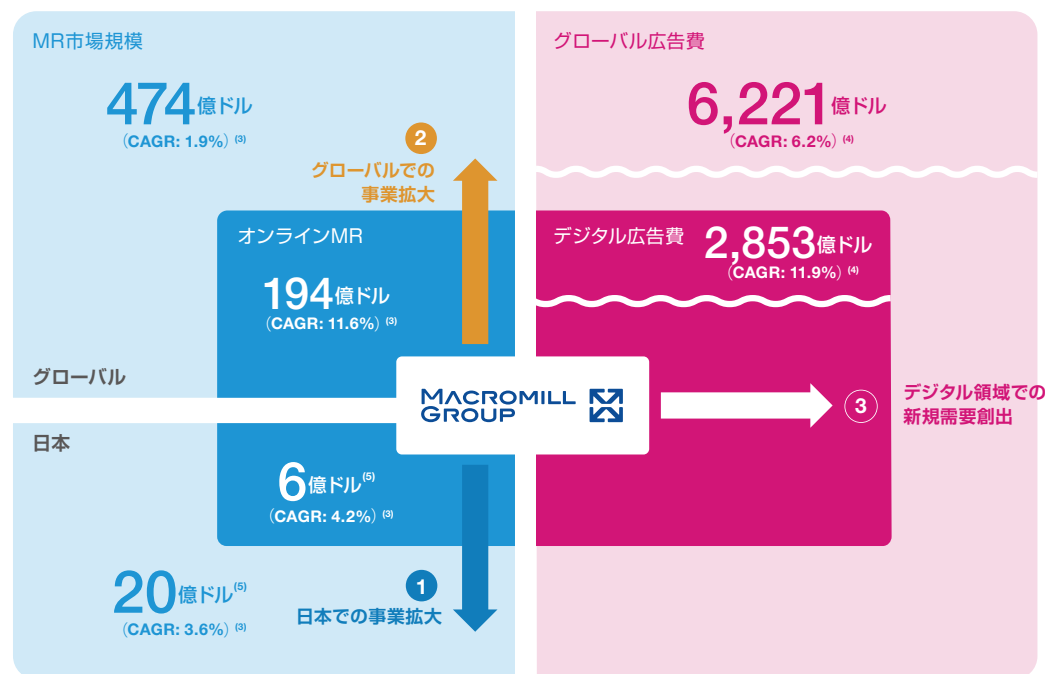 MR市場規模
474億ドル
（CAGR: 1.9%）(3)
2
グローバルでの
事業拡大
オンラインMR
194億ドル
（CAGR: 11.6%）(3)
グローバル
日本
6億ドル(5)
（CAGR: 4.2%）(3)
20億ドル(5)
（CAGR: 3.6%）(3)
1
日本での事業拡大
MACROMILL
GROUP
グローバル広告費
6,221億ドル
（CAGR: 6.2%）(4)
デジタル広告費 2,853億ドル
（CAGR: 11.9%）(4)
3
デジタル領域での
新規需要創出